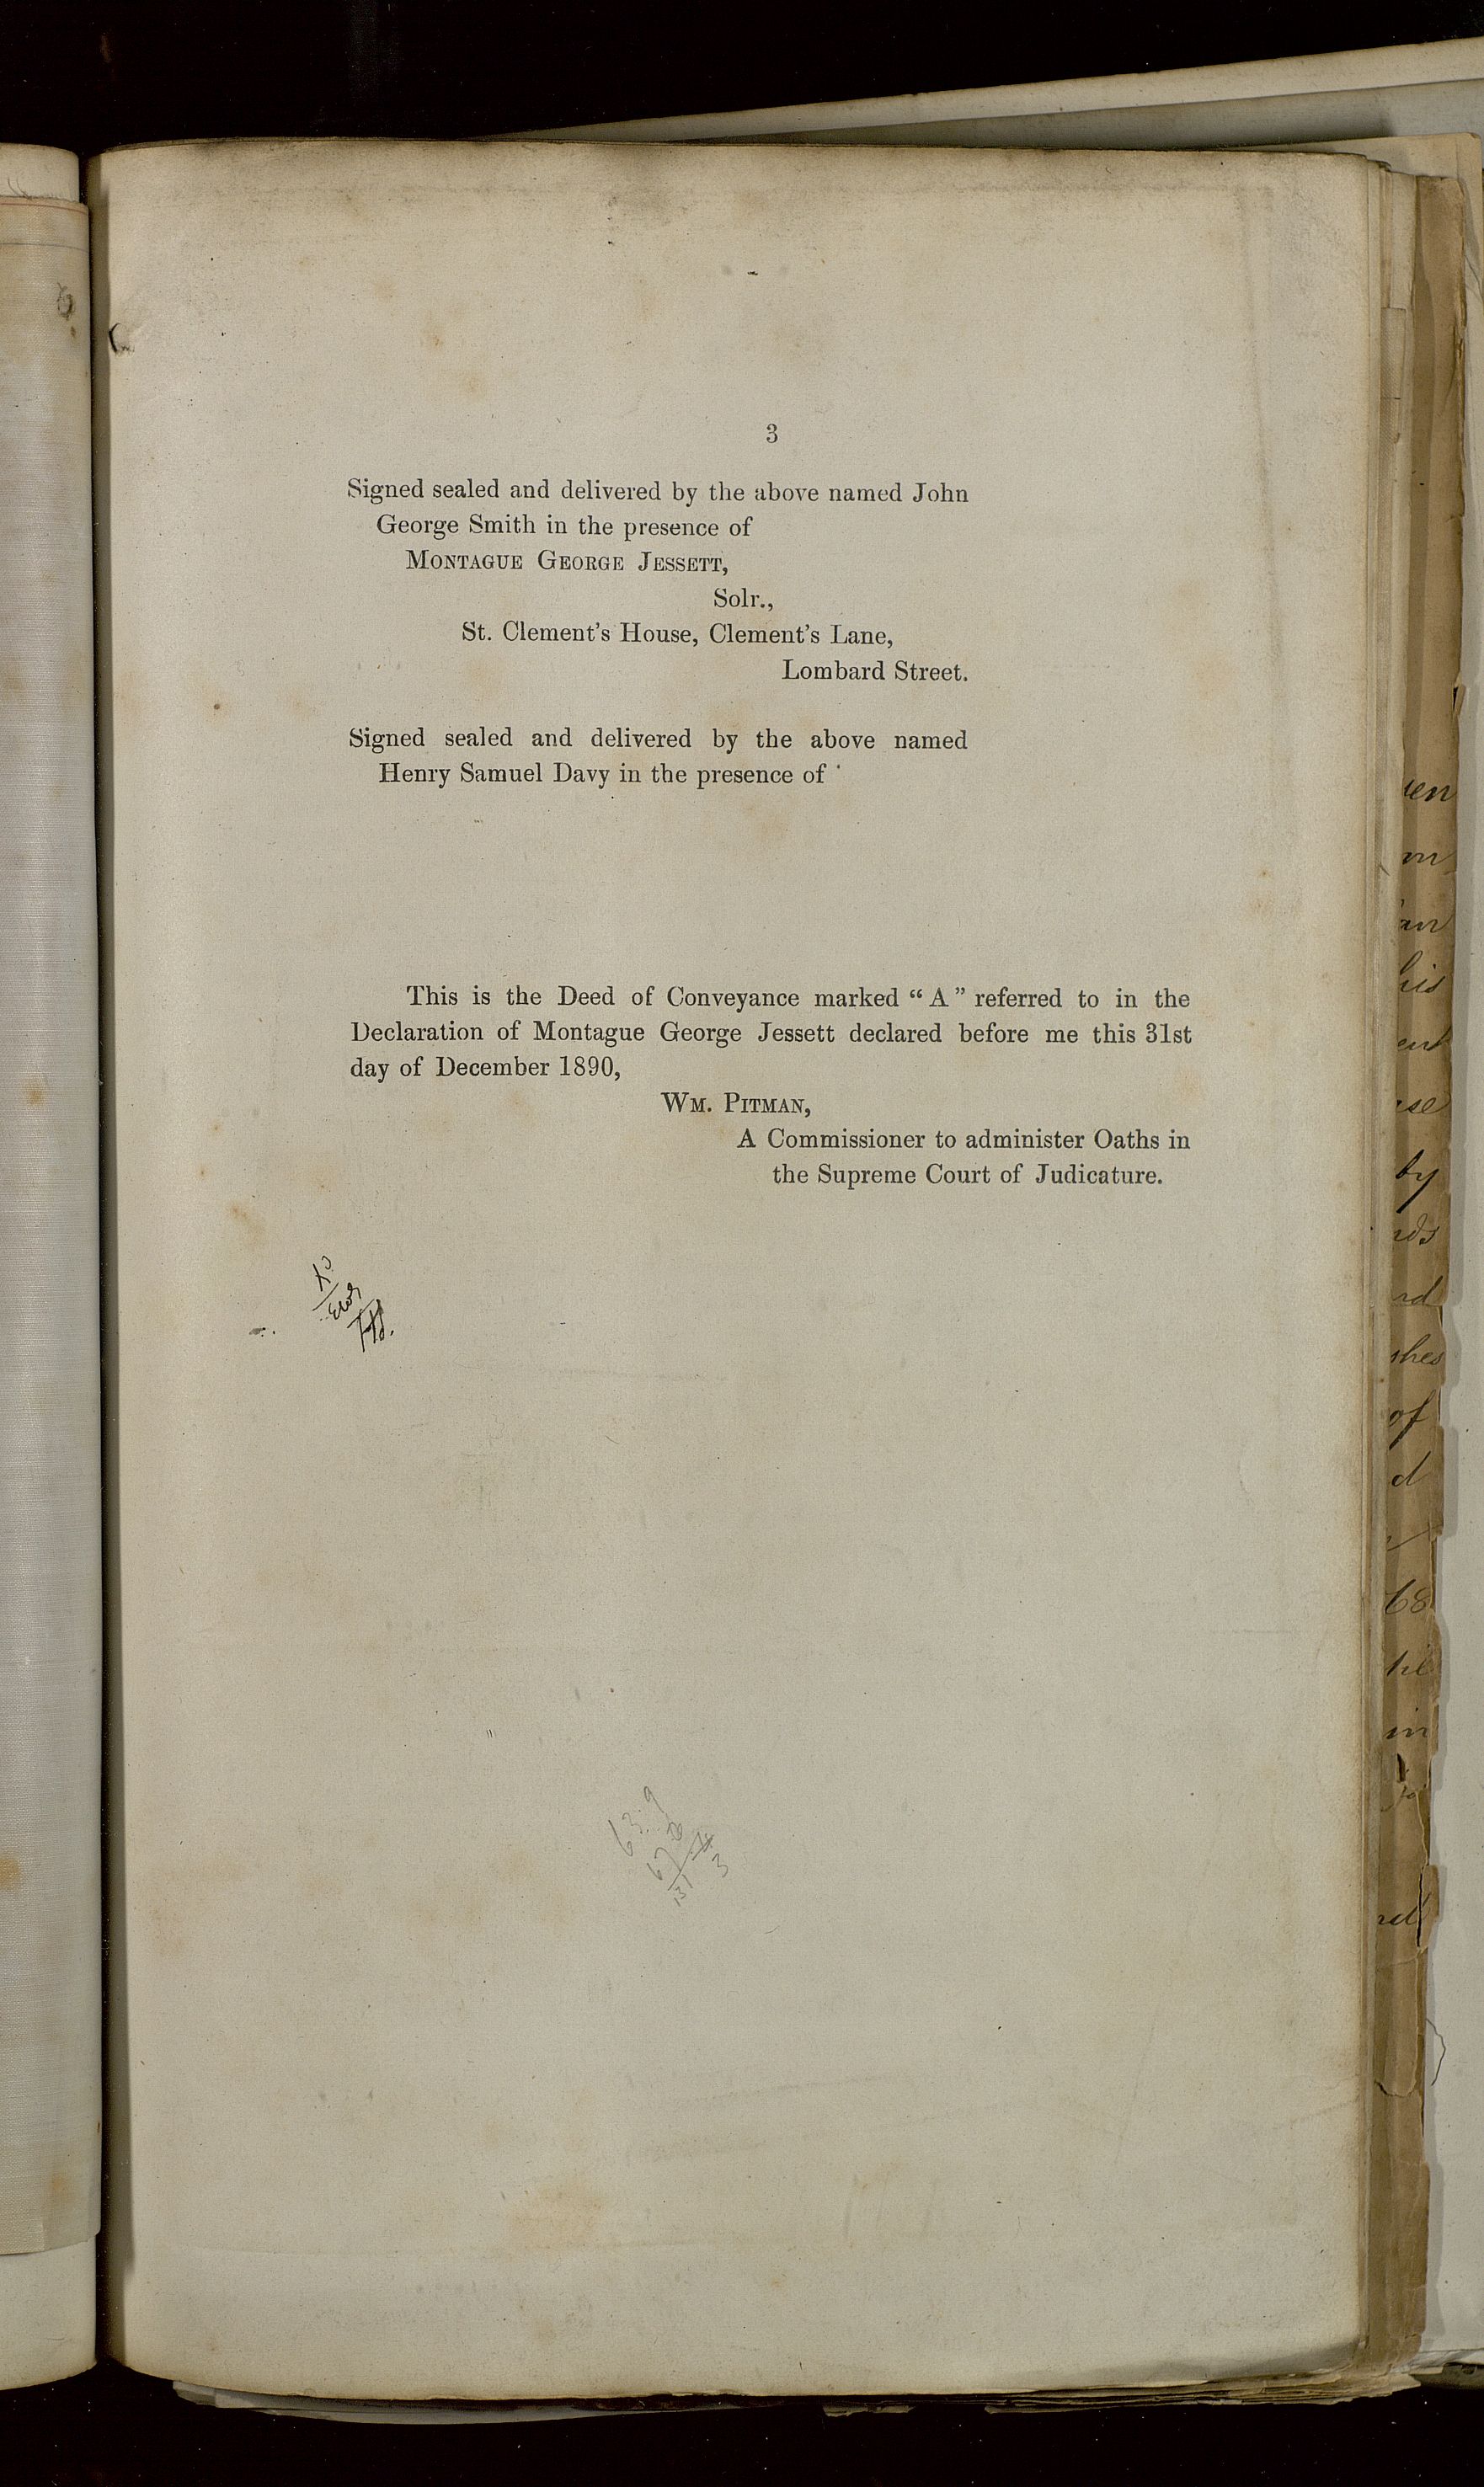 3
Signed sealed and delivered by the above named John
George Smith in the presence of
MONTAGUE GEORGE JESSETT,
Solr.,
St. Clement's House, Clement's Lane,
Lombard Street.
Signed sealed and delivered by the above named
Henry Samuel Davy in the presence of
This is the Deed of Conveyance marked “A” referred to in the
Declaration of Montague George Jessett declared before me this 31st
day of December 1890,
WM. PITMAN,
A Commissioner to administer Oaths in
the Supreme Court of Judicature.
by
of
68
in